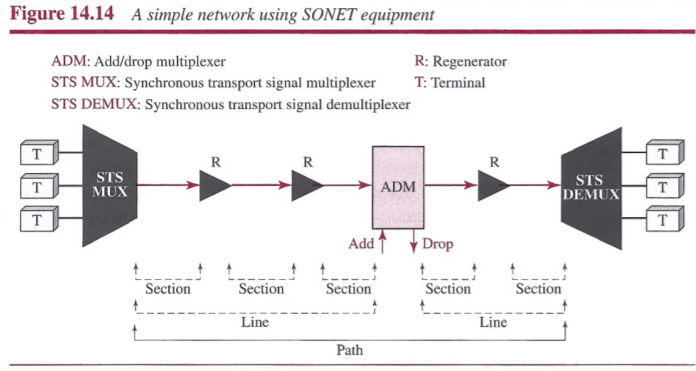 Figure 14.14 A simple network using SONET equipment
ADM: Add/drop multiplexer R: Regenerator
STS MUX: Synchronous transport signal multiplexer T: Terminal
STS DEMUX: Synchronous transport signal demultiplexer
T
T
T
STS
MUX
R
R
ADM
R
STS
DEMUX
T
T
T
Add
Drop
Section
Section
Section
Section
Section
Line
Line
Path